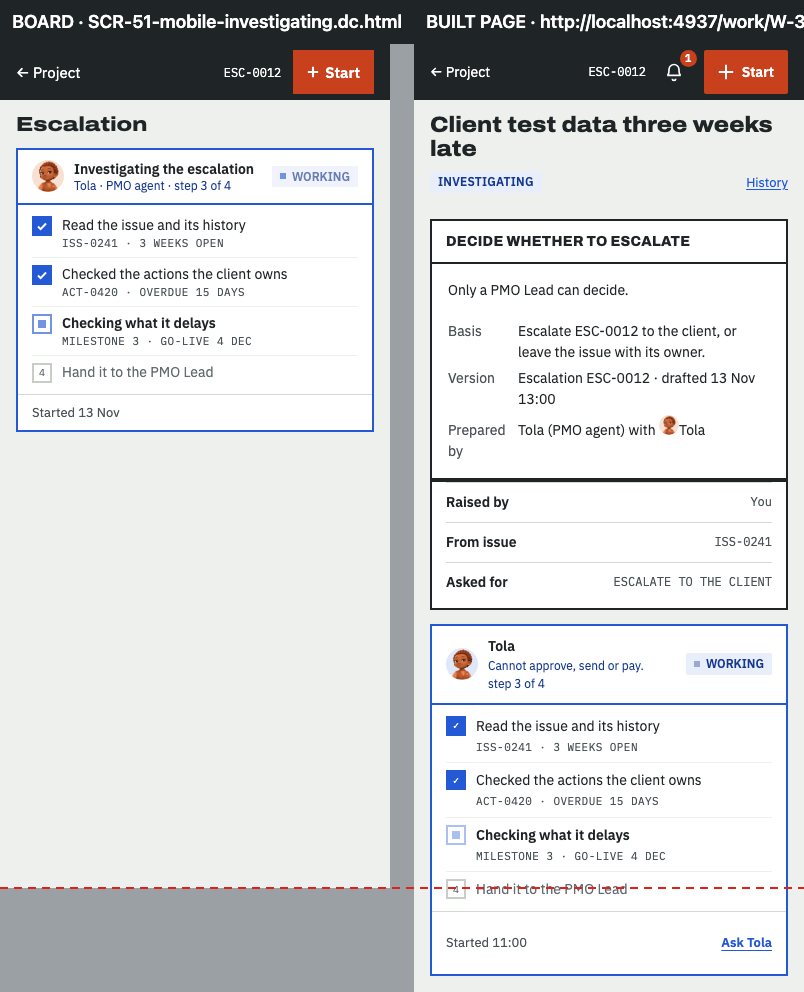 BOARD · SCR-51-mobile-investigating.dc.html
← Project
ESC-0012
+ Start
Escalation
Investigating the escalation
Tola · PMO agent · step 3 of 4
WORKING
Read the issue and its history
ISS-0241 · 3 WEEKS OPEN
Checked the actions the client owns
ACT-0420 · OVERDUE 15 DAYS
Checking what it delays
MILESTONE 3 · GO-LIVE 4 DEC
4 Hand it to the PMO Lead
Started 13 Nov
BUILT PAGE · http://localhost:4937/work/W-3
← Project
ESC-0012
1
+ Start
Client test data three weeks
late
INVESTIGATING
History
DECIDE WHETHER TO ESCALATE
Only a PMO Lead can decide.
Basis Escalate ESC-0012 to the client, or
leave the issue with its owner.
Version Escalation ESC-0012 · drafted 13 Nov
13:00
Prepared Tola (PMO agent) with Tola
by
Raised by You
From issue ISS-0241
Asked for ESCALATE TO THE CLIENT
Tola
Cannot approve, send or pay.
step 3 of 4
WORKING
Read the issue and its history
ISS-0241 · 3 WEEKS OPEN
Checked the actions the client owns
ACT-0420 · OVERDUE 15 DAYS
Checking what it delays
MILESTONE 3 · GO-LIVE 4 DEC
4 Hand it to the PMO Lead
Started 11:00
Ask Tola